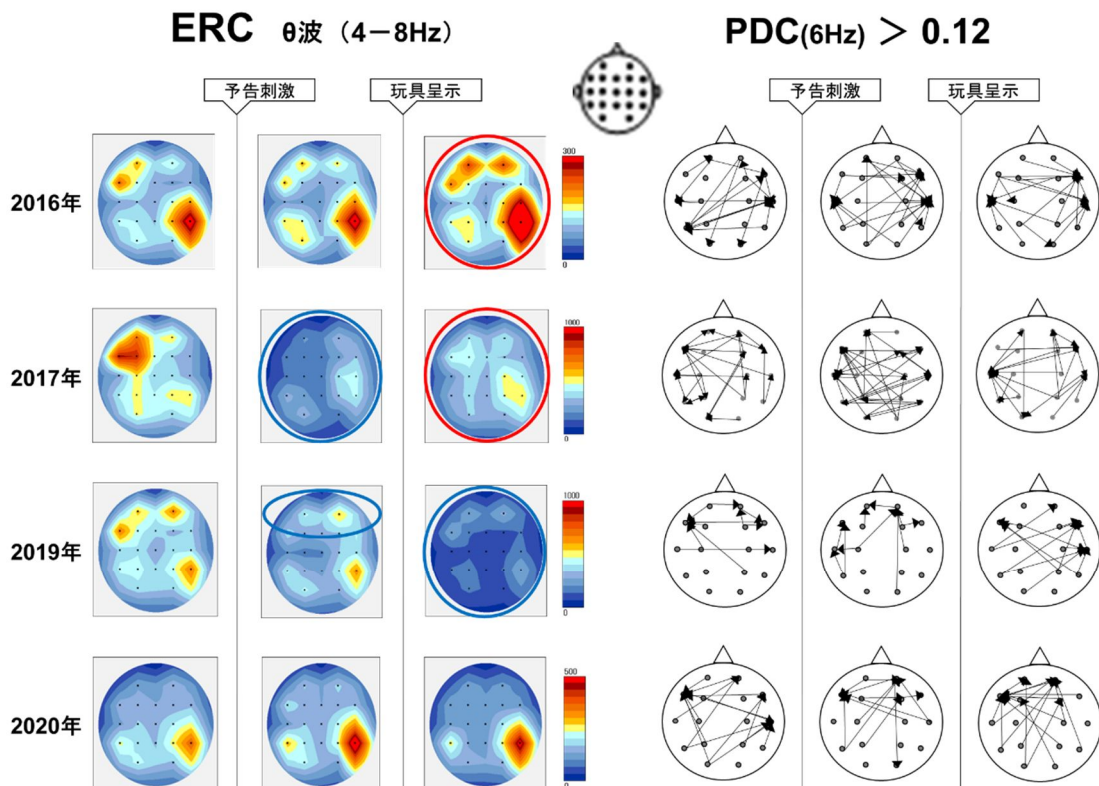 ERC θ波（4－8Hz）
PDC(6Hz) ＞ 0.12
予告刺激
玩具呈示
予告刺激
玩具呈示
2016年
300
0
2017年
1000
0
2019年
1000
0
2020年
500
0